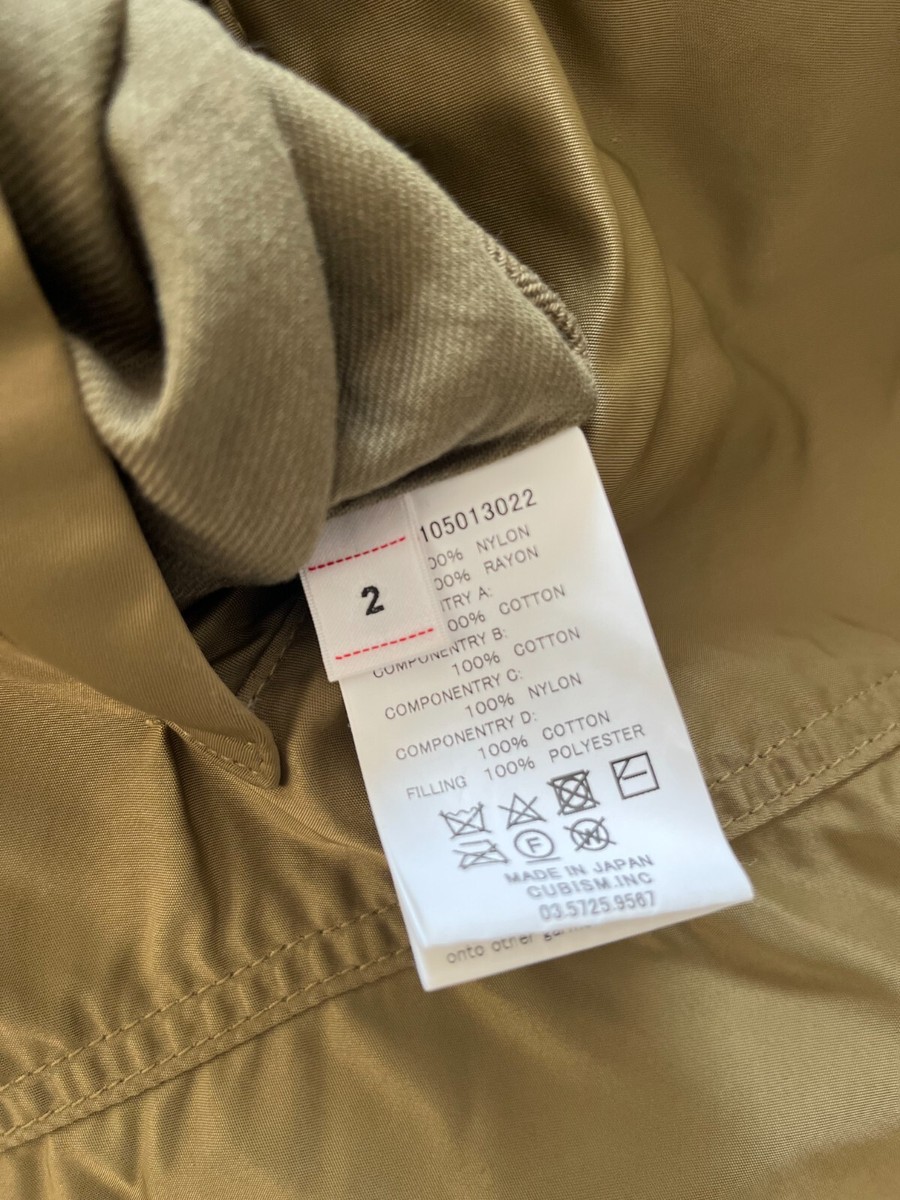 105013022
00% NYLON
00% RAYON
NTRY A:
00% COTTON
2
COMPONENTRY B:
100% COTTON
COMPONENTRY C:
100% NYLON
COMPONENTRY D:
100% COTTON
FILLING 100% POLYESTER
F
W
MADE IN JAPAN
CUBISM.INC
03.5725.9567
onto other